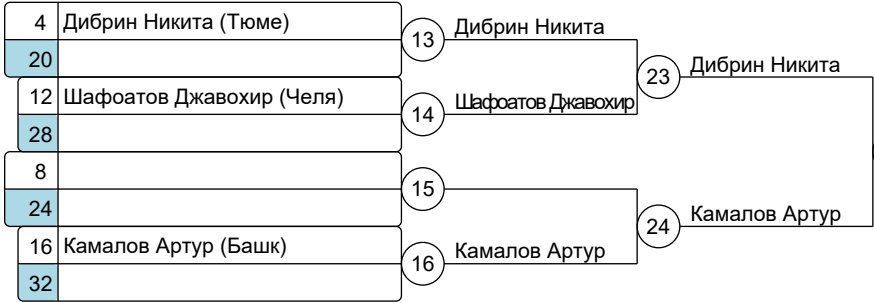 4 Дибрин Никита (Тюме)
20
12 Шафоатов Джавохир (Челя)
28
8
24
16 Камалов Артур (Башк)
32
13 Дибрин Никита
14 Шафоатов Джавохир
15
16 Камалов Артур
23 Дибрин Никита
24 Камалов Артур